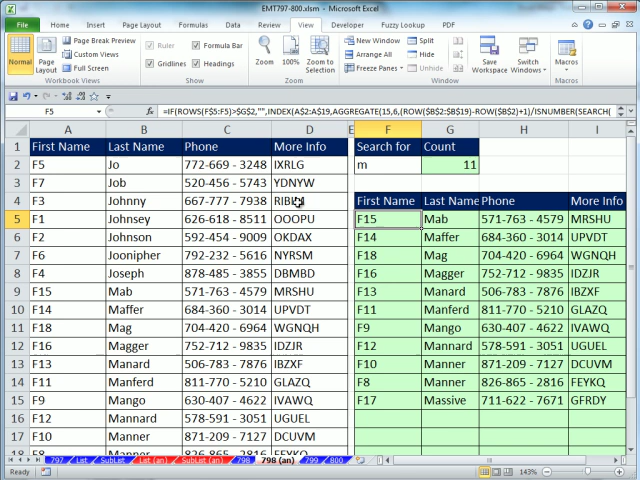 EMT797-800.xlsm - Microsoft Excel
File Home Insert Page Layout Formulas Data Review View Developer Fuzzy Lookup PDF
Normal Page Layout Page Break Preview Custom Views Full Screen
Workbook Views
Ruler Formula Bar Gridlines Headings
Show
Zoom 100% Zoom to Selection
Zoom
New Window Arrange All Freeze Panes Split Hide Unhide Save Workspace Switch Windows
Window
Macros
Macros
F5 =IF(ROWS(F$5:F5)>$G$2,"",INDEX(A$2:A$19,AGGREGATE(15,6,(ROW($B$2:$B$19)-ROW($B$2)+1)/ISNUMBER(SEARCH(
A B C D E F G H I
1 First Name Last Name Phone More Info Search for Count
2 F5 Jo 772-669 - 3248 IXRLG m 11
3 F7 Job 520-456 - 5743 YDNYW
4 F3 Johnny 667-777 - 7938 First Name Last Name Phone More Info
5 F1 Johnsey 626-618 - 8511 OOOPU F15 Mab 571-763 - 4579 MRSHU
6 F2 Johnson 592-454 - 9009 OKDAX F14 Maffer 684-360 - 3014 UPVDT
7 F6 Joonipher 792-232 - 5616 NYRSM F18 Mag 704-420 - 6964 WGNQH
8 F4 Joseph 878-485 - 3855 DBMBD F16 Magger 752-712 - 9835 IDZJR
9 F15 Mab 571-763 - 4579 MRSHU F13 Manard 506-783 - 7876 IBZXF
10 F14 Maffer 684-360 - 3014 UPVDT F11 Manferd 811-770 - 5210 GLAZQ
11 F18 Mag 704-420 - 6964 WGNQH F9 Mango 630-407 - 4622 IVAWQ
12 F16 Magger 752-712 - 9835 IDZJR F12 Mannard 578-591 - 3051 UGUEL
13 F13 Manard 506-783 - 7876 IBZXF F10 Manner 871-209 - 7127 DCUVM
14 F11 Manferd 811-770 - 5210 GLAZQ F8 Manner 826-865 - 2816 FEYKQ
15 F9 Mango 630-407 - 4622 IVAWQ F17 Massive 711-622 - 7671 GFRDY
16 F12 Mannard 578-591 - 3051 UGUEL
17 F10 Manner 871-209 - 7127 DCUVM
18 F8 Manner 826-865 - 2816 FEYKQ
797 List SubList List (an) SubList (an) 798 798 (an) 799 800
Ready 143%